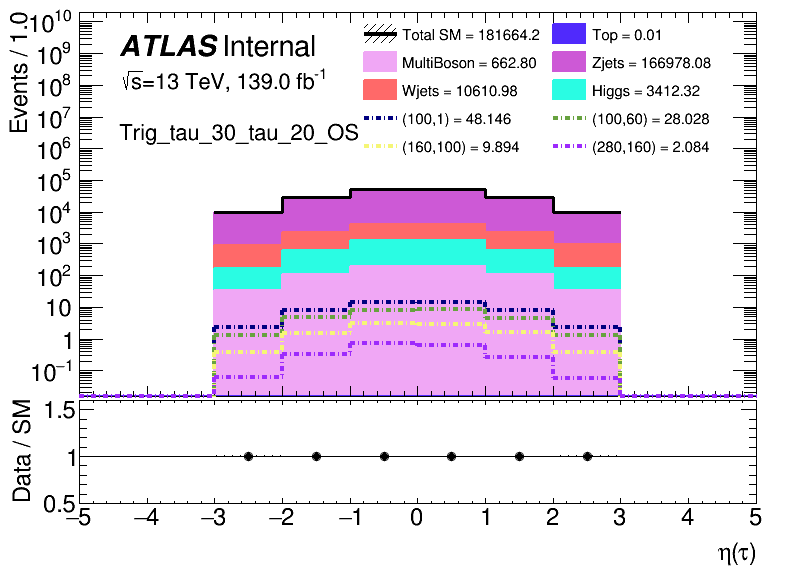 ATLAS Internal
√s=13 TeV, 139.0 fb⁻¹
Trig_tau_30_tau_20_OS
Total SM = 181664.2
Top = 0.01
MultiBoson = 662.80
Zjets = 166978.08
Wjets = 10610.98
Higgs = 3412.32
(100,1) = 48.146
(100,60) = 28.028
(160,100) = 9.894
(280,160) = 2.084
Events / 1.0
10¹⁰
10⁹
10⁸
10⁷
10⁶
10⁵
10⁴
10³
10²
10
1
10⁻¹
Data / SM
1.5
1
0.5
−5 −4 −3 −2 −1 0 1 2 3 4 5
η(τ)